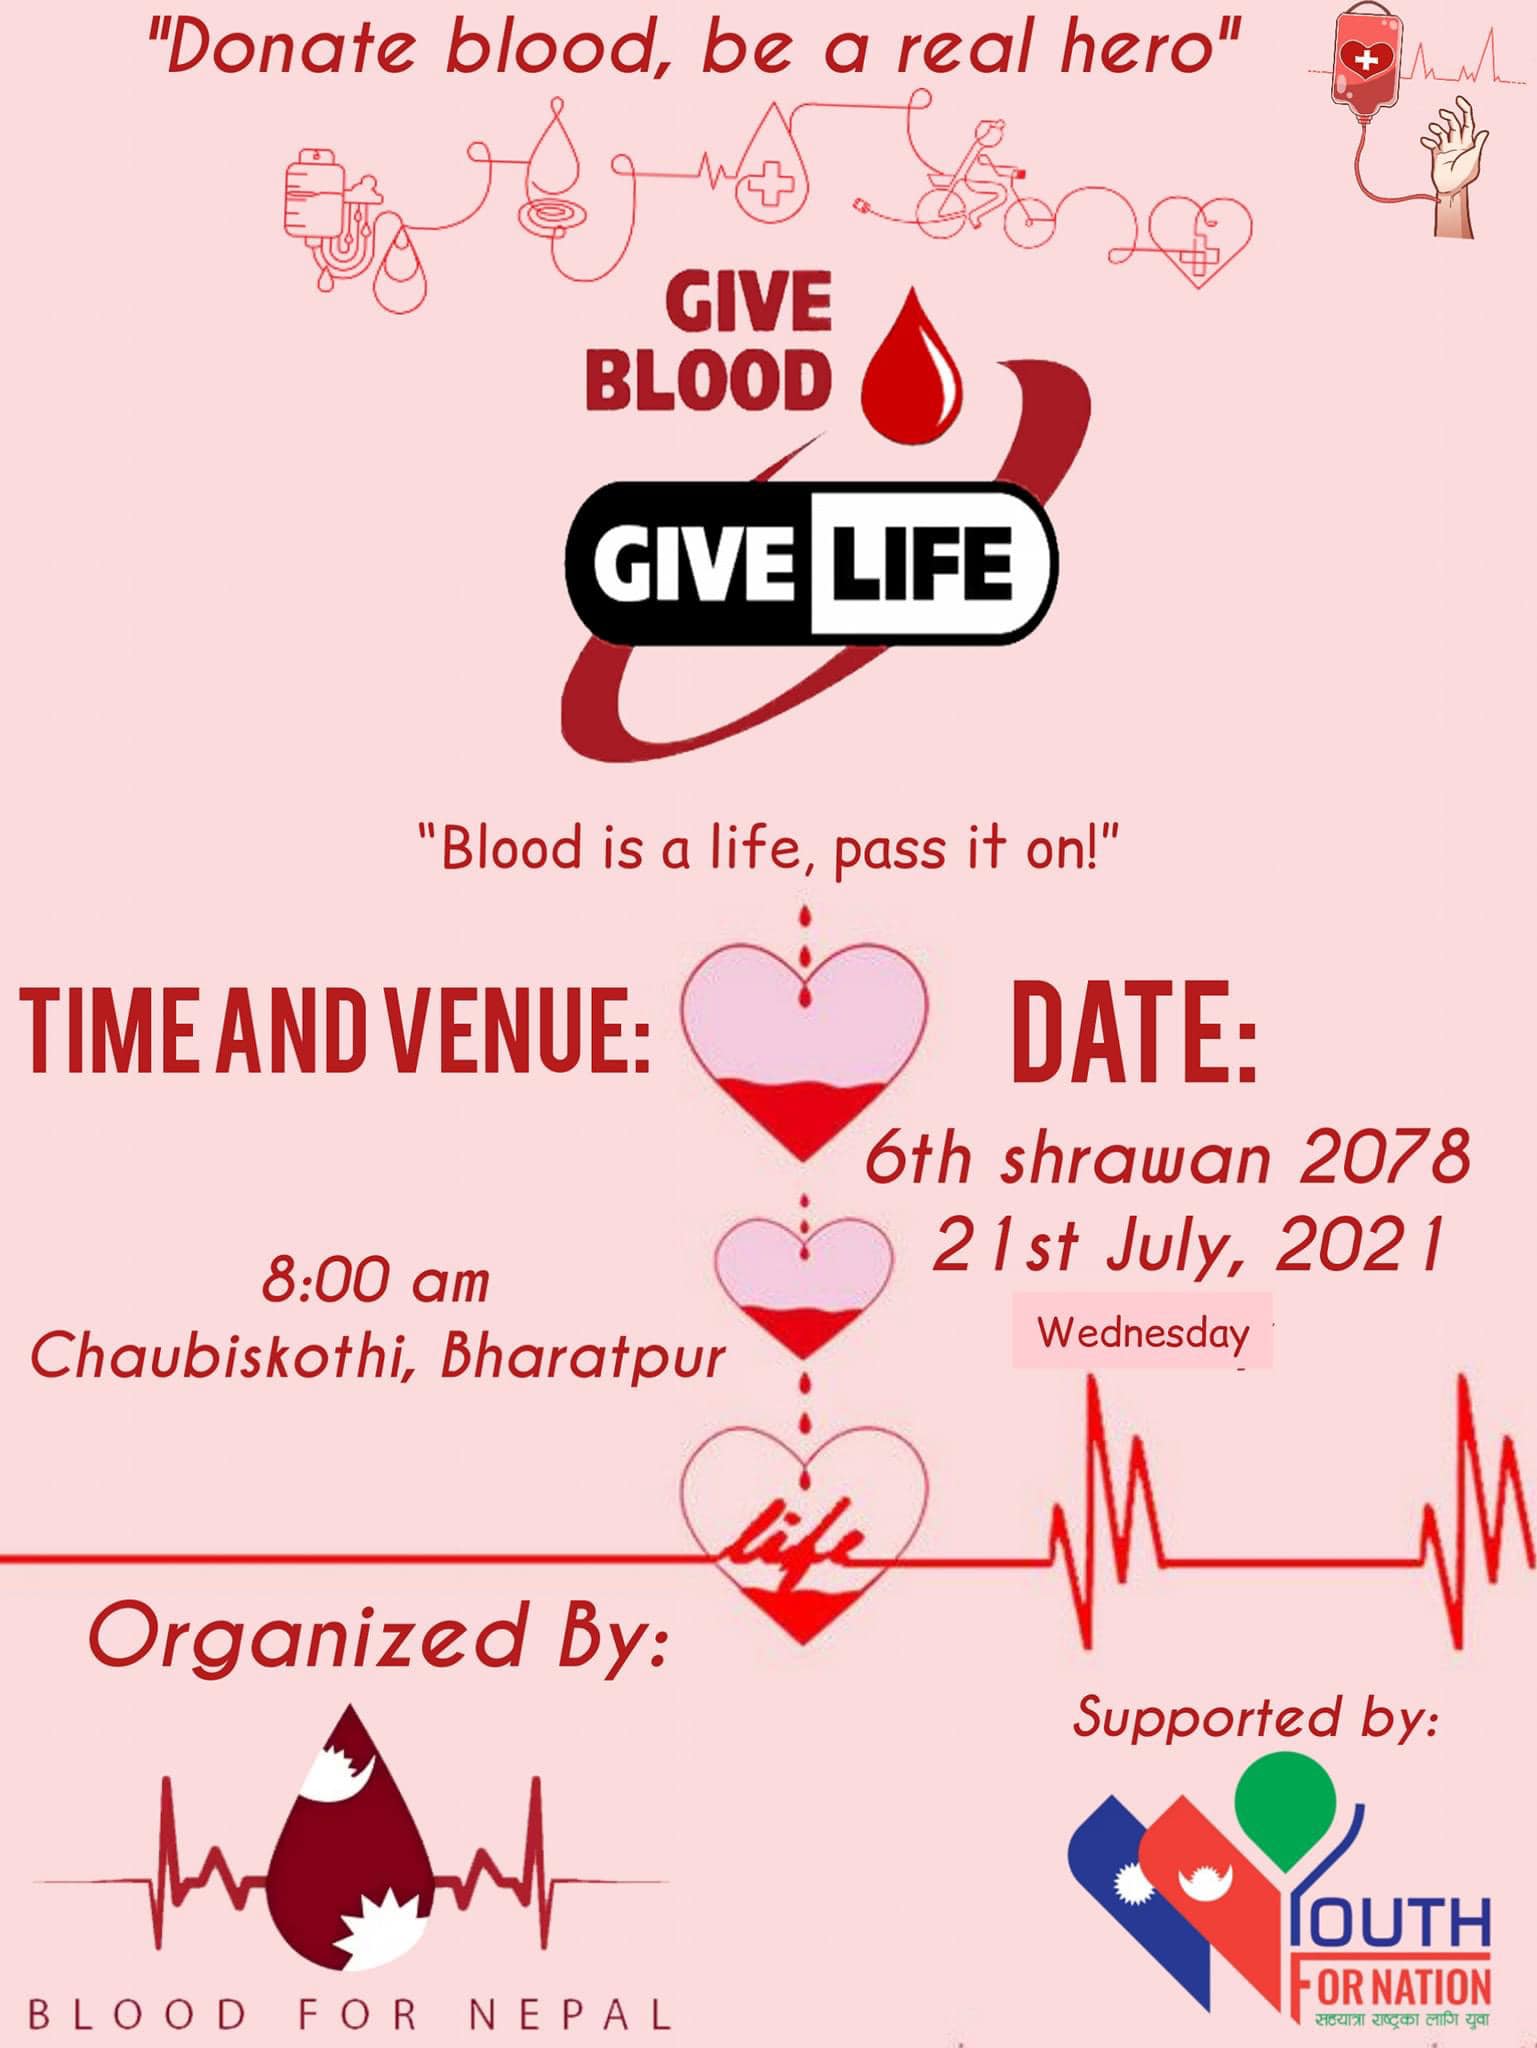 "Donate blood, be a real hero"
GIVE
BLOOD
GIVE LIFE
"Blood is a life, pass it on!"
TIME AND VENUE:
8:00 am
Chaubiskothi, Bharatpur
DATE:
6th shrawan 2078
21st July, 2021
Wednesday
life
Organized By:
BLOOD FOR NEPAL
Supported by:
YOUTH
FOR NATION
सहयात्रा राष्ट्रका लागि युवा